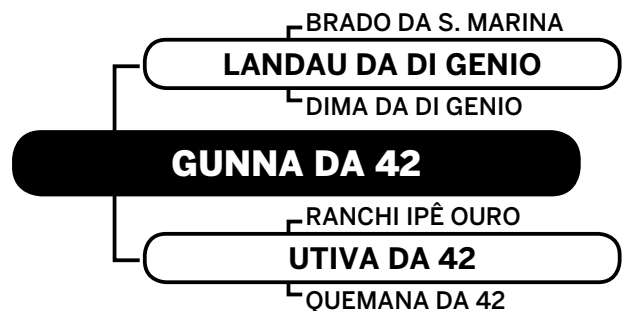 BRADO DA S. MARINA
LANDAU DA DI GENIO
DIMA DA DI GENIO
GUNNA DA 42
RANCHI IPÊ OURO
UTIVA DA 42
QUEMANA DA 42